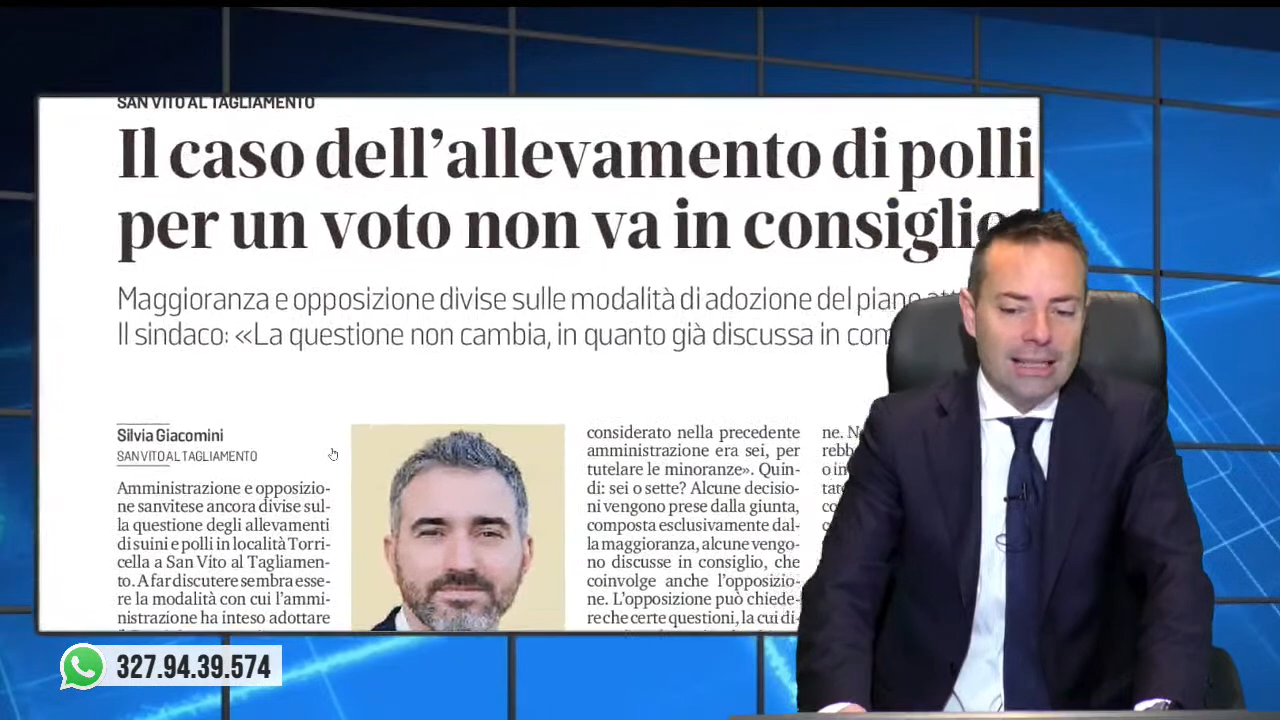 SAN VITO AL TAGLIAMENTO
Il caso dell'allevamento di polli
per un voto non va in consiglio
Maggioranza e opposizione divise sulle modalità di adozione del piano
Il sindaco: «La questione non cambia, in quanto già discussa in com
Silvia Giacomini
SAN VITO AL TAGLIAMENTO
Amministrazione e opposizio-
ne sanvitese ancora divise sul-
la questione degli allevamenti
di suini e polli in località Torri-
cella a San Vito al Tagliamen-
to. A far discutere sembra esse-
re la modalità con cui l'ammi-
nistrazione ha inteso adottare
considerato nella precedente
amministrazione era sei, per
tutelare le minoranze». Quin-
di: sei o sette? Alcune decisio-
ni vengono prese dalla giunta,
composta esclusivamente dal-
la maggioranza, alcune vengo-
no discusse in consiglio, che
coinvolge anche l'opposizio-
ne. L'opposizione può chiede-
re che certe questioni, la cui di-
ne. N
rebb
o in
tat
co
327.94.39.574